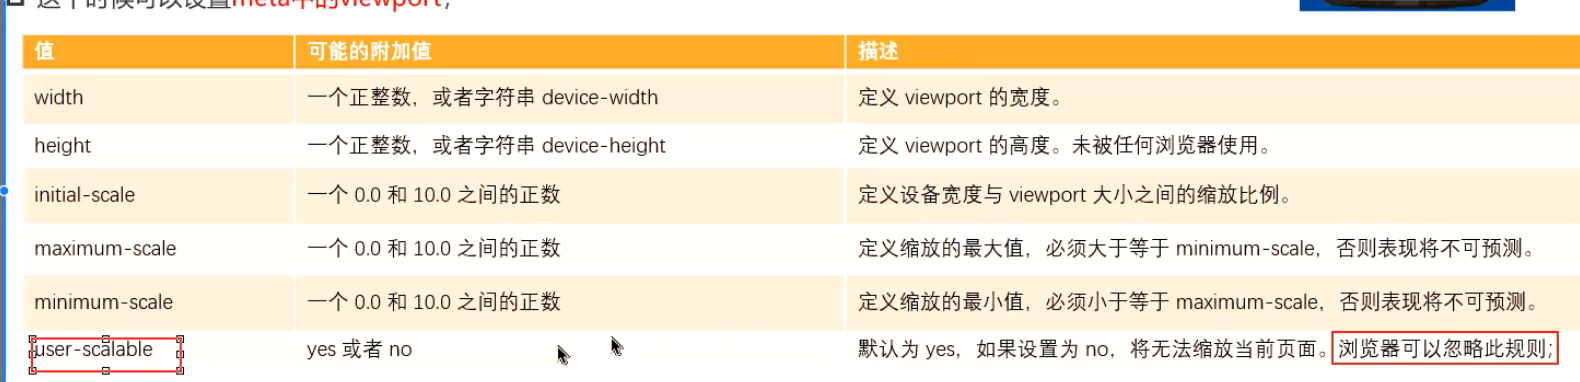 这个时候可以设置meta中的viewport;
值 可能的附加值 描述
width 一个正整数，或者字符串 device-width 定义 viewport 的宽度。
height 一个正整数，或者字符串 device-height 定义 viewport 的高度。未被任何浏览器使用。
initial-scale 一个 0.0 和 10.0 之间的正数 定义设备宽度与 viewport 大小之间的缩放比例。
maximum-scale 一个 0.0 和 10.0 之间的正数 定义缩放的最大值，必须大于等于 minimum-scale，否则表现将不可预测。
minimum-scale 一个 0.0 和 10.0 之间的正数 定义缩放的最小值，必须小于等于 maximum-scale，否则表现将不可预测。
user-scalable yes 或者 no 默认为 yes，如果设置为 no，将无法缩放当前页面。浏览器可以忽略此规则;